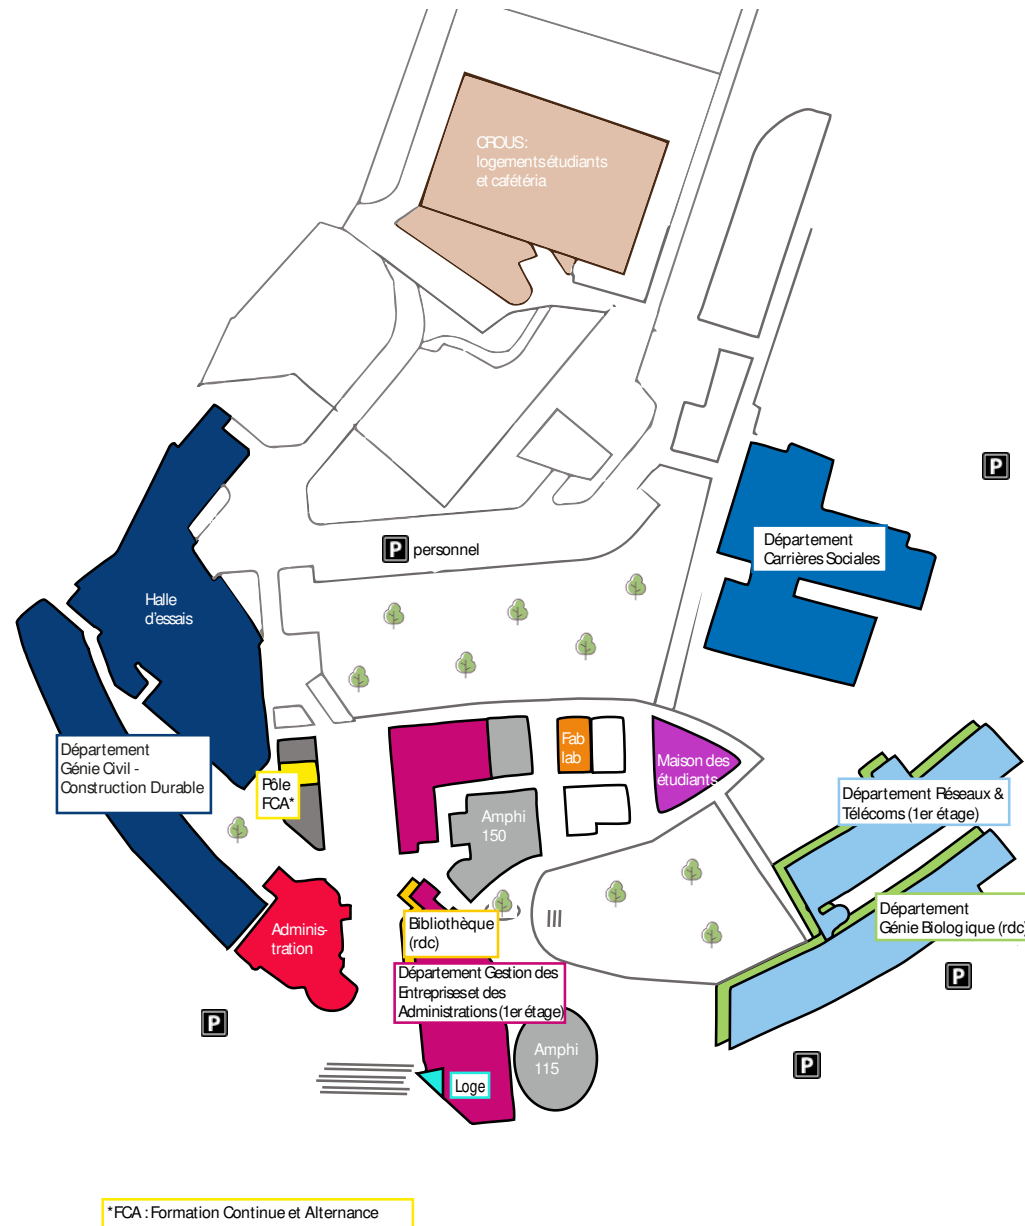 CROUS:
logements étudiants
et cafétéria
P
P personnel
Département
Carrières Sociales
Halle
d'essais
Département
Génie Civil -
Construction Durable
Pôle
FCA*
Fab
lab
Maison des
étudiants
Amphi
150
Département Réseaux &
Télécoms (1er étage)
Département
Génie Biologique (rdc)
Adminis-
tration
Bibliothèque
(rdc)
Département Gestion des
Entreprises et des
Administrations (1er étage)
P
P
P
Amphi
115
Loge
*FCA : Formation Continue et Alternance